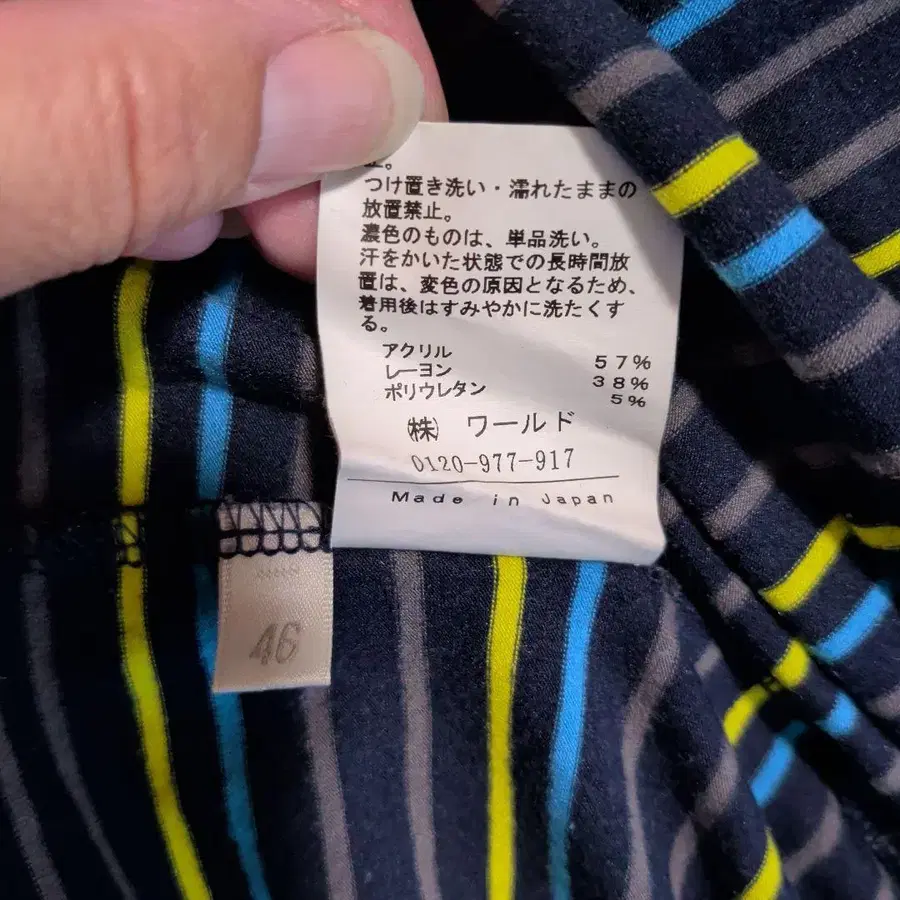 止。
つけ置き洗い・濡れたままの
放置禁止。
濃色のものは、単品洗い。
汗をかいた状態での長時間放
置は、変色の原因となるため、
着用後はすみやかに洗たくす
る。
アクリル 57%
レーヨン 38%
ポリウレタン 5%
㈱ ワールド
0120-977-917
Made in Japan
46